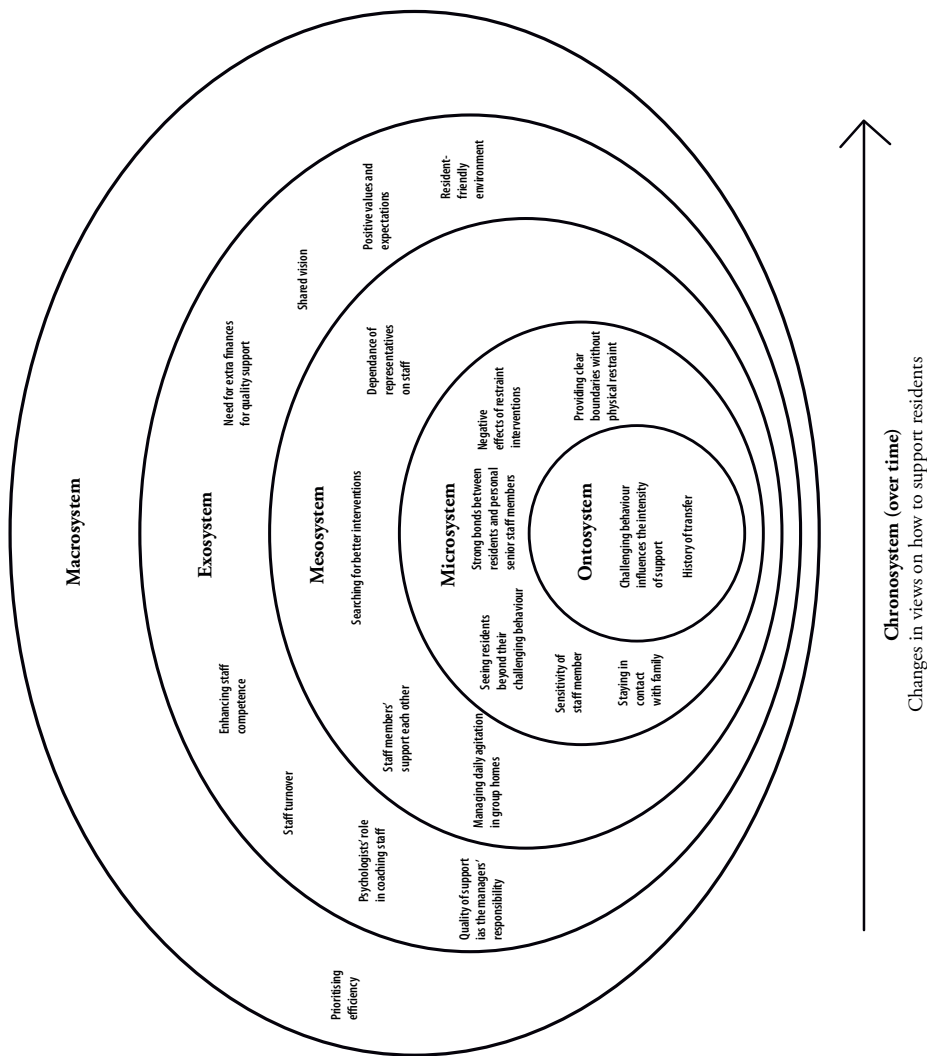 Macrosystem
Prioritising
efficiency
Exosystem
Quality of support
ias the managers'
responsibility
Psychologists' role
in coaching staff
Staff turnover
Enhancing staff
competence
Need for extra finances
for quality support
Shared vision
Positive values and
expectations
Resident-
friendly
environment
Mesosystem
Managing daily agitation
in group homes
Staff members'
support each other
Searching for better interventions
Dependance of
representatives
on staff
Microsystem
Staying in
contact
with family
Sensitivity of
staff member
Seeing residents
beyond their
challenging behaviour
Strong bonds between
residents and personal
senior staff members
Negative
effects of restraint
interventions
Providing clear
boundaries without
physical restraint
Ontosystem
Challenging behaviour
influences the intensity
of support
History of transfer
Chronosystem (over time)
Changes in views on how to support residents